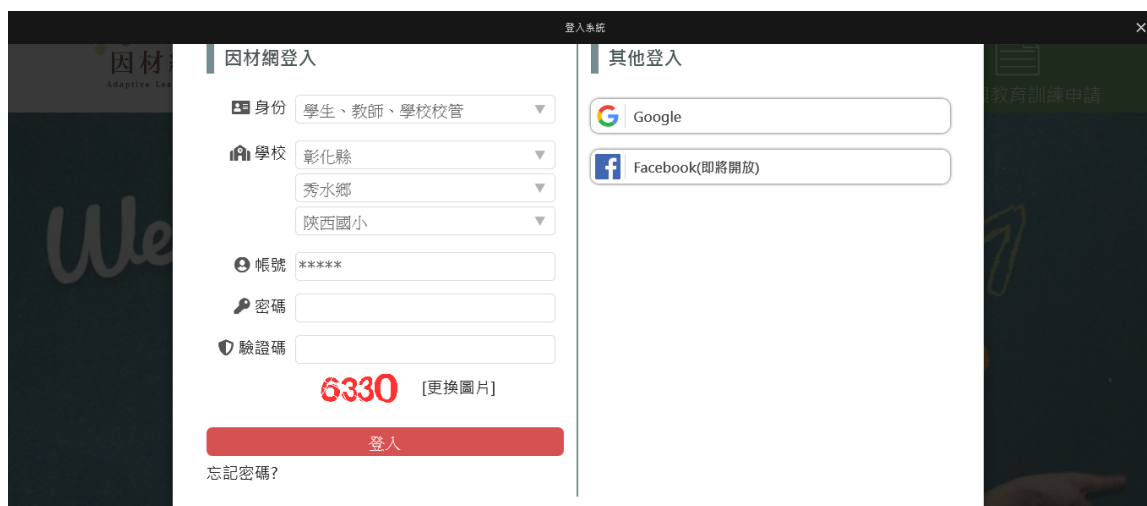 登入系統
因材
Adaptive Lea
教育訓練申請
We
因材網登入
身份
學生、教師、學校校管
學校
彰化縣
秀水鄉
陝西國小
帳號
*****
密碼
驗證碼
6330 [更換圖片]
登入
忘記密碼?
其他登入
Google
Facebook(即將開放)